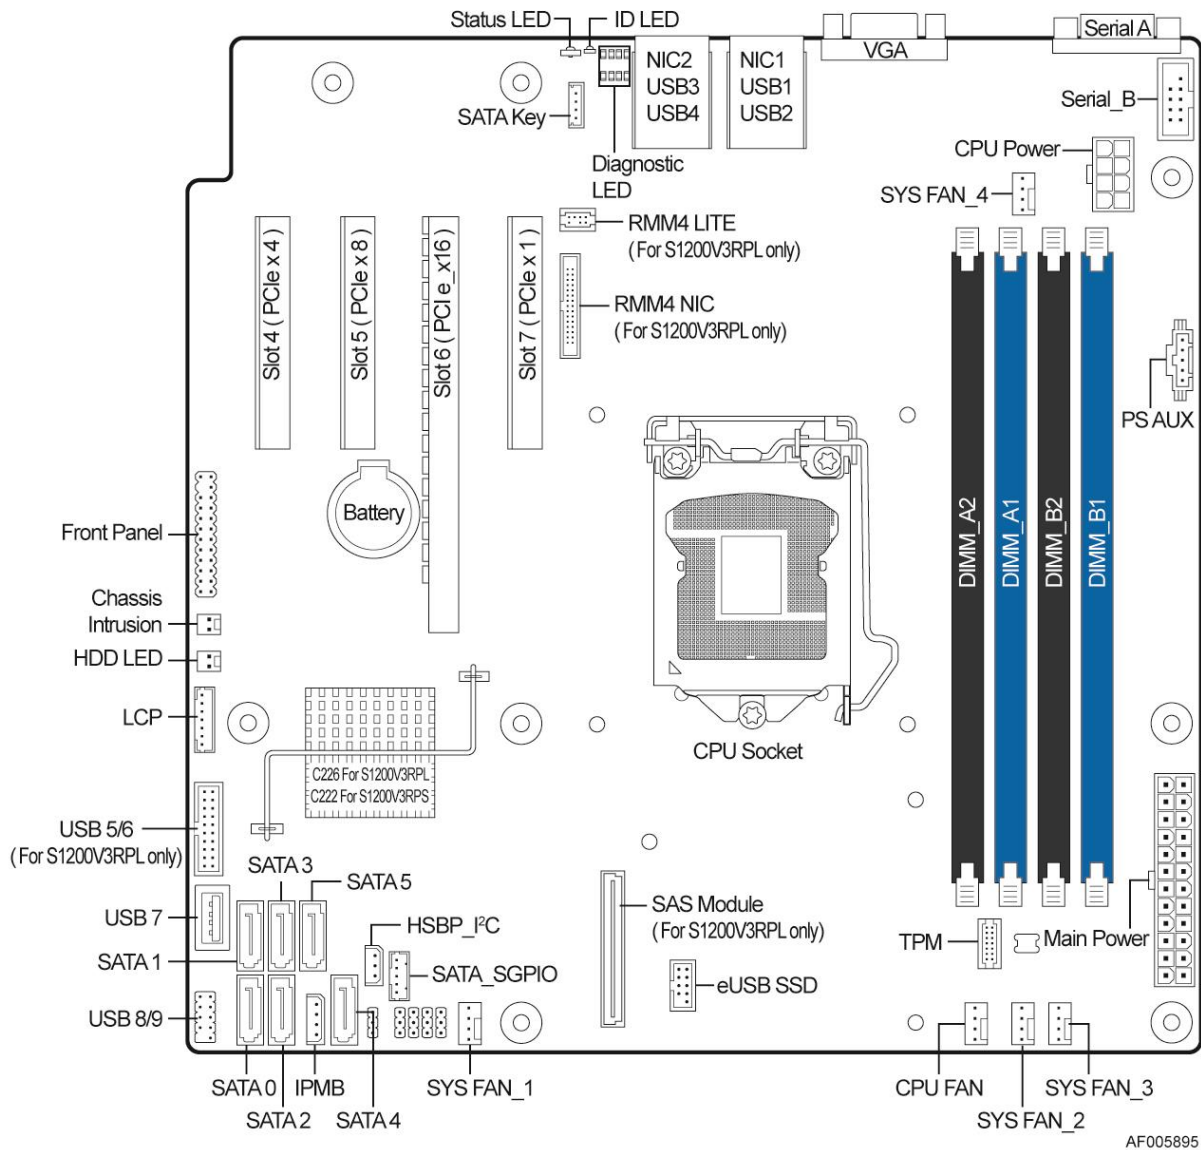 Status LED
ID LED
NIC2
USB3
USB4
NIC1
USB1
USB2
VGA
Serial A
SATA Key
Serial_B
Diagnostic
LED
CPU Power
SYS FAN_4
RMM4 LITE
( For S1200V3RPL only)
RMM4 NIC
( For S1200V3RPL only)
Slot 4 ( PCIe x 4 )
Slot 5 ( PCIe x 8 )
Slot 6 ( PCI e_x16 )
Slot 7 ( PCIe x 1 )
PS AUX
Battery
Front Panel
Chassis
Intrusion
HDD LED
LCP
DIMM_A2
DIMM_A1
DIMM_B2
DIMM_B1
CPU Socket
C226 For S1200V3RPL
C222 For S1200V3RPS
USB 5/6
( For S1200V3RPL only)
SATA 3
SATA 5
USB 7
HSBP_I²C
SAS Module
( For S1200V3RPL only)
TPM
Main Power
SATA 1
SATA_SGPIO
eUSB SSD
USB 8/9
SATA 0
IPMB
SYS FAN_1
CPU FAN
SYS FAN_3
SATA 2
SATA 4
SYS FAN_2
AF005895